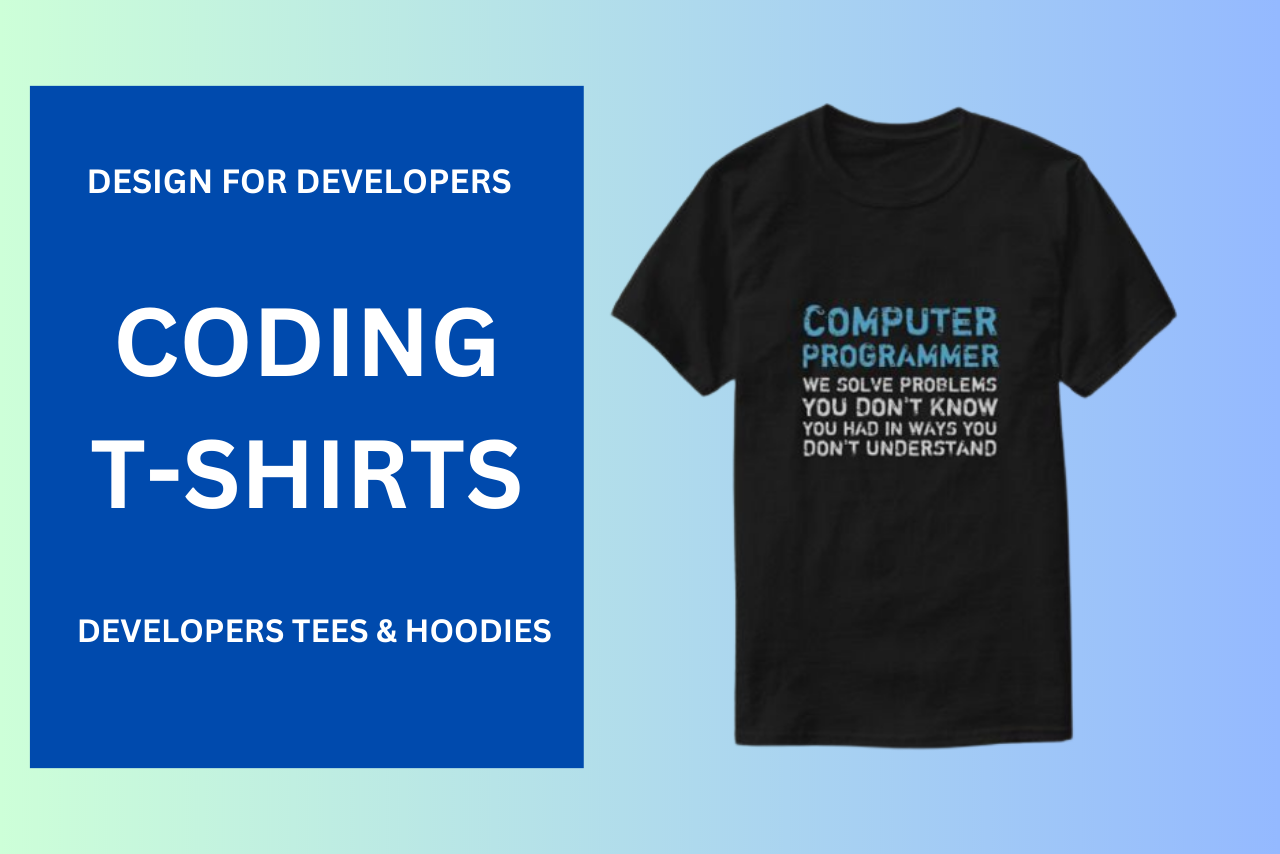 DESIGN FOR DEVELOPERS
CODING
T-SHIRTS
DEVELOPERS TEES & HOODIES
COMPUTER
PROGRAMMER
WE SOLVE PROBLEMS
YOU DON'T KNOW
YOU HAD IN WAYS YOU
DON'T UNDERSTAND